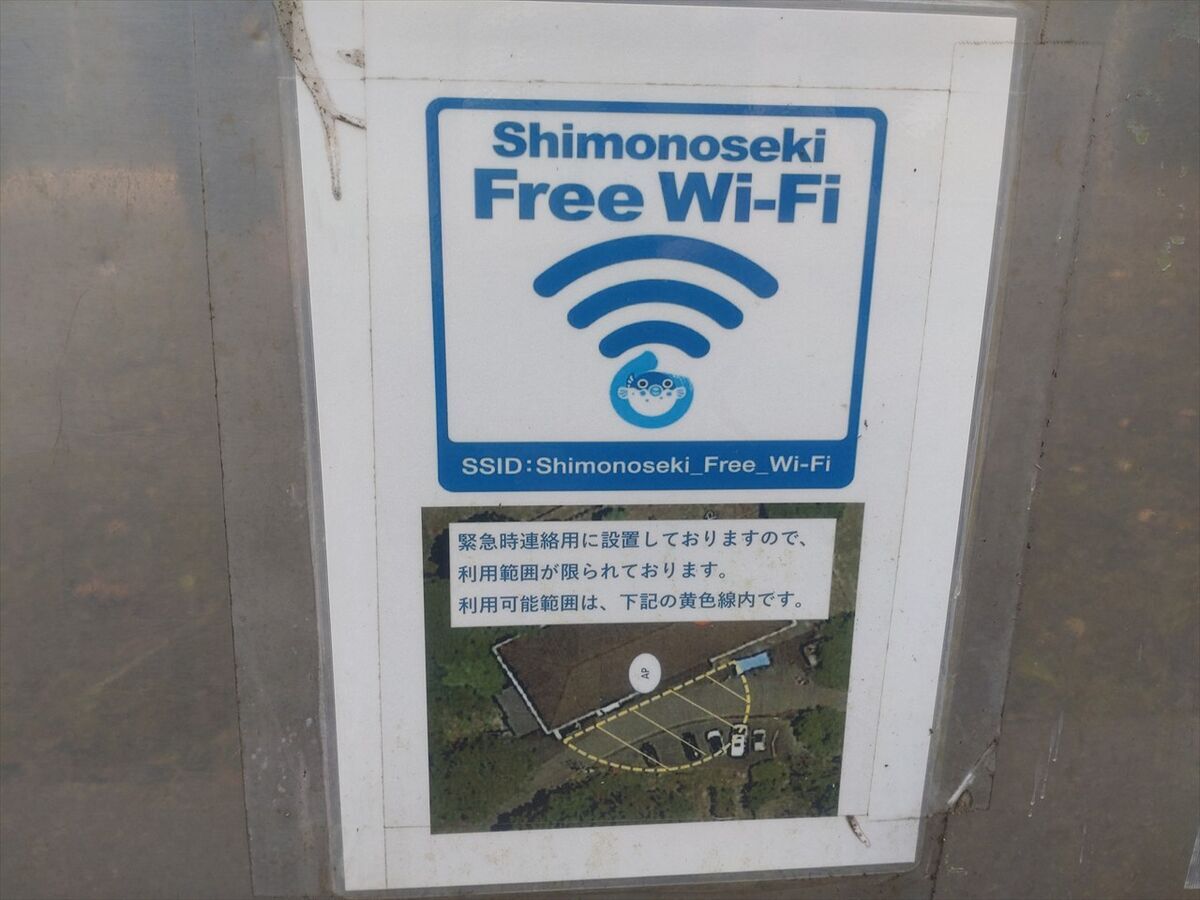 Shimonoseki
Free Wi-Fi
SSID:Shimonoseki_Free_Wi-Fi
緊急時連絡用に設置しておりますので、
利用範囲が限られております。
利用可能範囲は、下記の黄色線内です。
AP